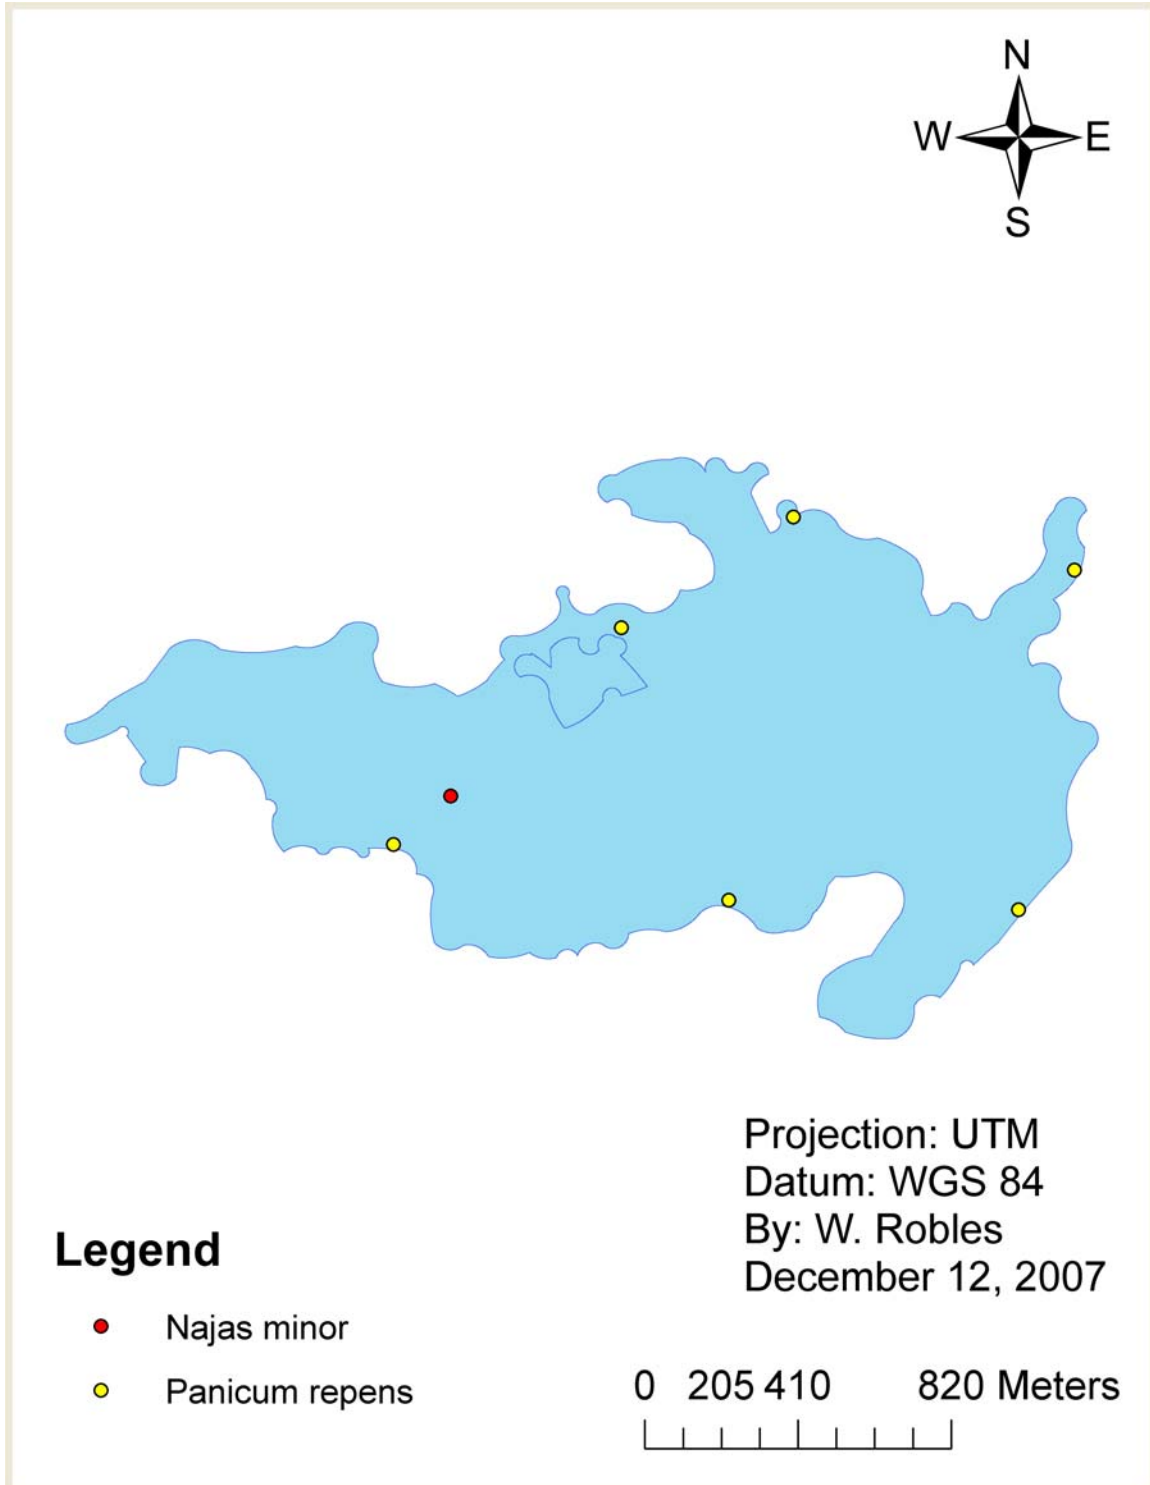 N
W E
S
Projection: UTM
Datum: WGS 84
By: W. Robles
December 12, 2007
Legend
Najas minor
Panicum repens
0 205 410 820 Meters